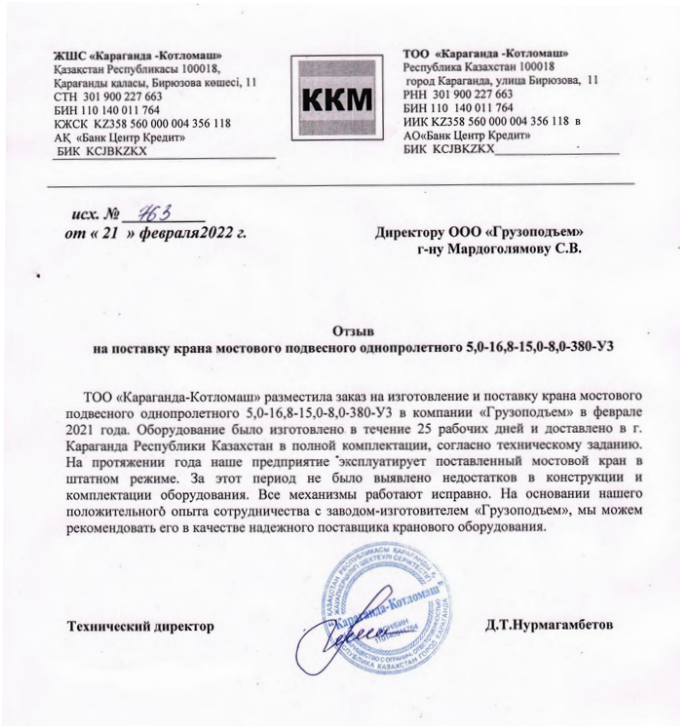 ЖШС «Караганда -Котломаш»
Қазақстан Республикасы 100018,
Қарағанды каласы, Бирюзова көшесі, 11
СТН 301 900 227 663
БИН 110 140 011 764
КЖСК KZ358 560 000 004 356 118
АҚ «Банк Центр Кредит»
БИК KCJBKZKX
ККМ
ТОО «Караганда -Котломаш»
Республика Казахстан 100018
город Караганда, улица Бирюзова, 11
РНН 301 900 227 663
БИН 110 140 011 764
ИИК KZ358 560 000 004 356 118 в
АО«Банк Центр Кредит»
БИК KCJBKZKX
исх. № 763
от « 21 » февраля2022 г.
Директору ООО «Грузоподъем»
г-ну Мардоголямову С.В.
Отзыв
на поставку крана мостового подвесного однопролетного 5,0-16,8-15,0-8,0-380-У3
ТОО «Караганда-Котломаш» разместила заказ на изготовление и поставку крана мостового
подвесного однопролетного 5,0-16,8-15,0-8,0-380-У3 в компании «Грузоподъем» в феврале
2021 года. Оборудование было изготовлено в течение 25 рабочих дней и доставлено в г.
Караганда Республики Казахстан в полной комплектации, согласно техническому заданию.
На протяжении года наше предприятие эксплуатирует поставленный мостовой кран в
штатном режиме. За этот период не было выявлено недостатков в конструкции и
комплектации оборудования. Все механизмы работают исправно. На основании нашего
положительного опыта сотрудничества с заводом-изготовителем «Грузоподъем», мы можем
рекомендовать его в качестве надежного поставщика кранового оборудования.
Технический директор
Караганда-Котломаш
Д.Т.Нурмагамбетов